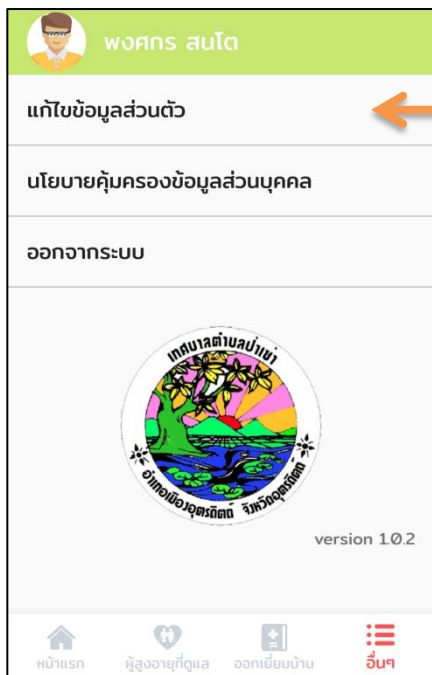 พงศกร สนโต
แก้ไขข้อมูลส่วนตัว
นโยบายคุ้มครองข้อมูลส่วนบุคคล
ออกจากระบบ
เทศบาลตำบลป่าเซ่า
อำเภอเมืองอุตรดิตถ์ จังหวัดอุตรดิตถ์
version 1.0.2
หน้าแรก ผู้สูงอายุที่ดูแล ออกเยี่ยมบ้าน อื่นๆ